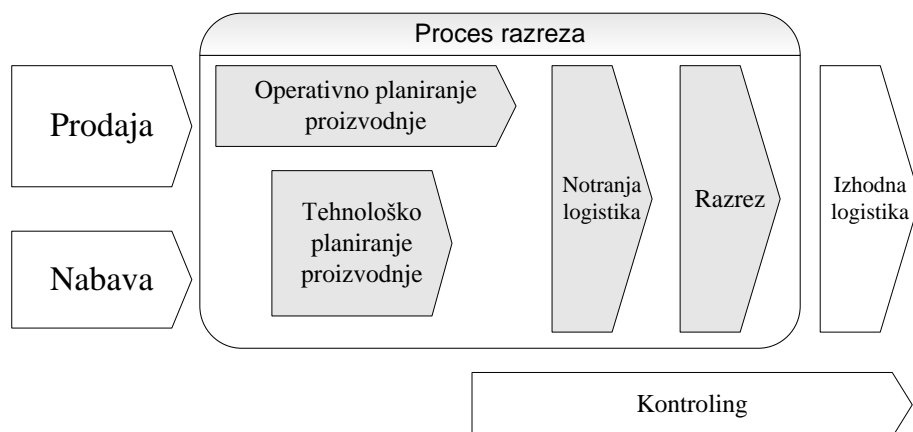 Proces razreza
Prodaja
Nabava
Operativno planiranje
proizvodnje
Tehnološko
planiranje
proizvodnje
Notranja
logistika
Razrez
Izhodna
logistika
Kontroling